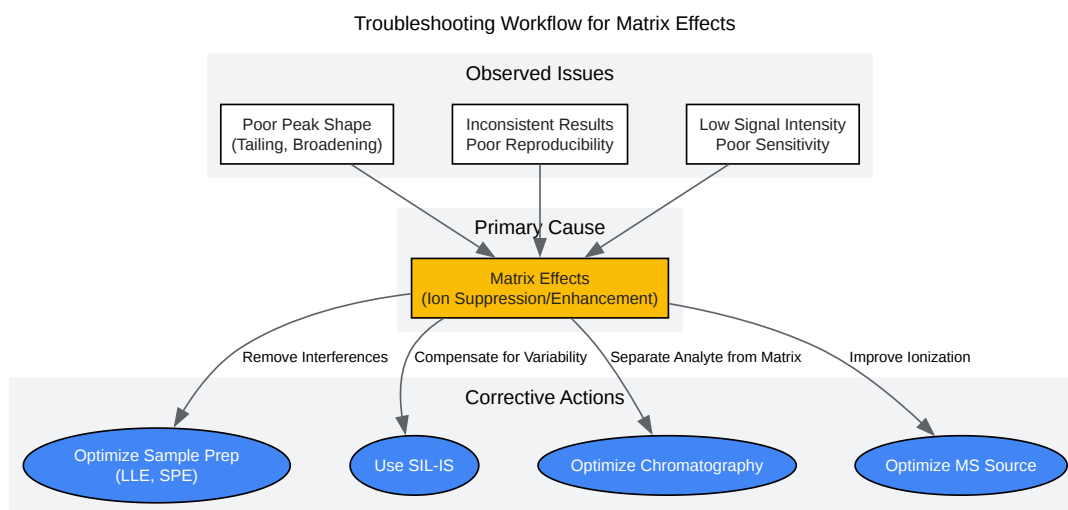 Troubleshooting Workflow for Matrix Effects
Observed Issues
Poor Peak Shape
(Tailing, Broadening)
Inconsistent Results
Poor Reproducibility
Low Signal Intensity
Poor Sensitivity
Primary Cause
Matrix Effects
(Ion Suppression/Enhancement)
Remove Interferences
Compensate for Variability
Separate Analyte from Matrix
Improve Ionization
Corrective Actions
Optimize Sample Prep
(LLE, SPE)
Use SIL-IS
Optimize Chromatography
Optimize MS Source